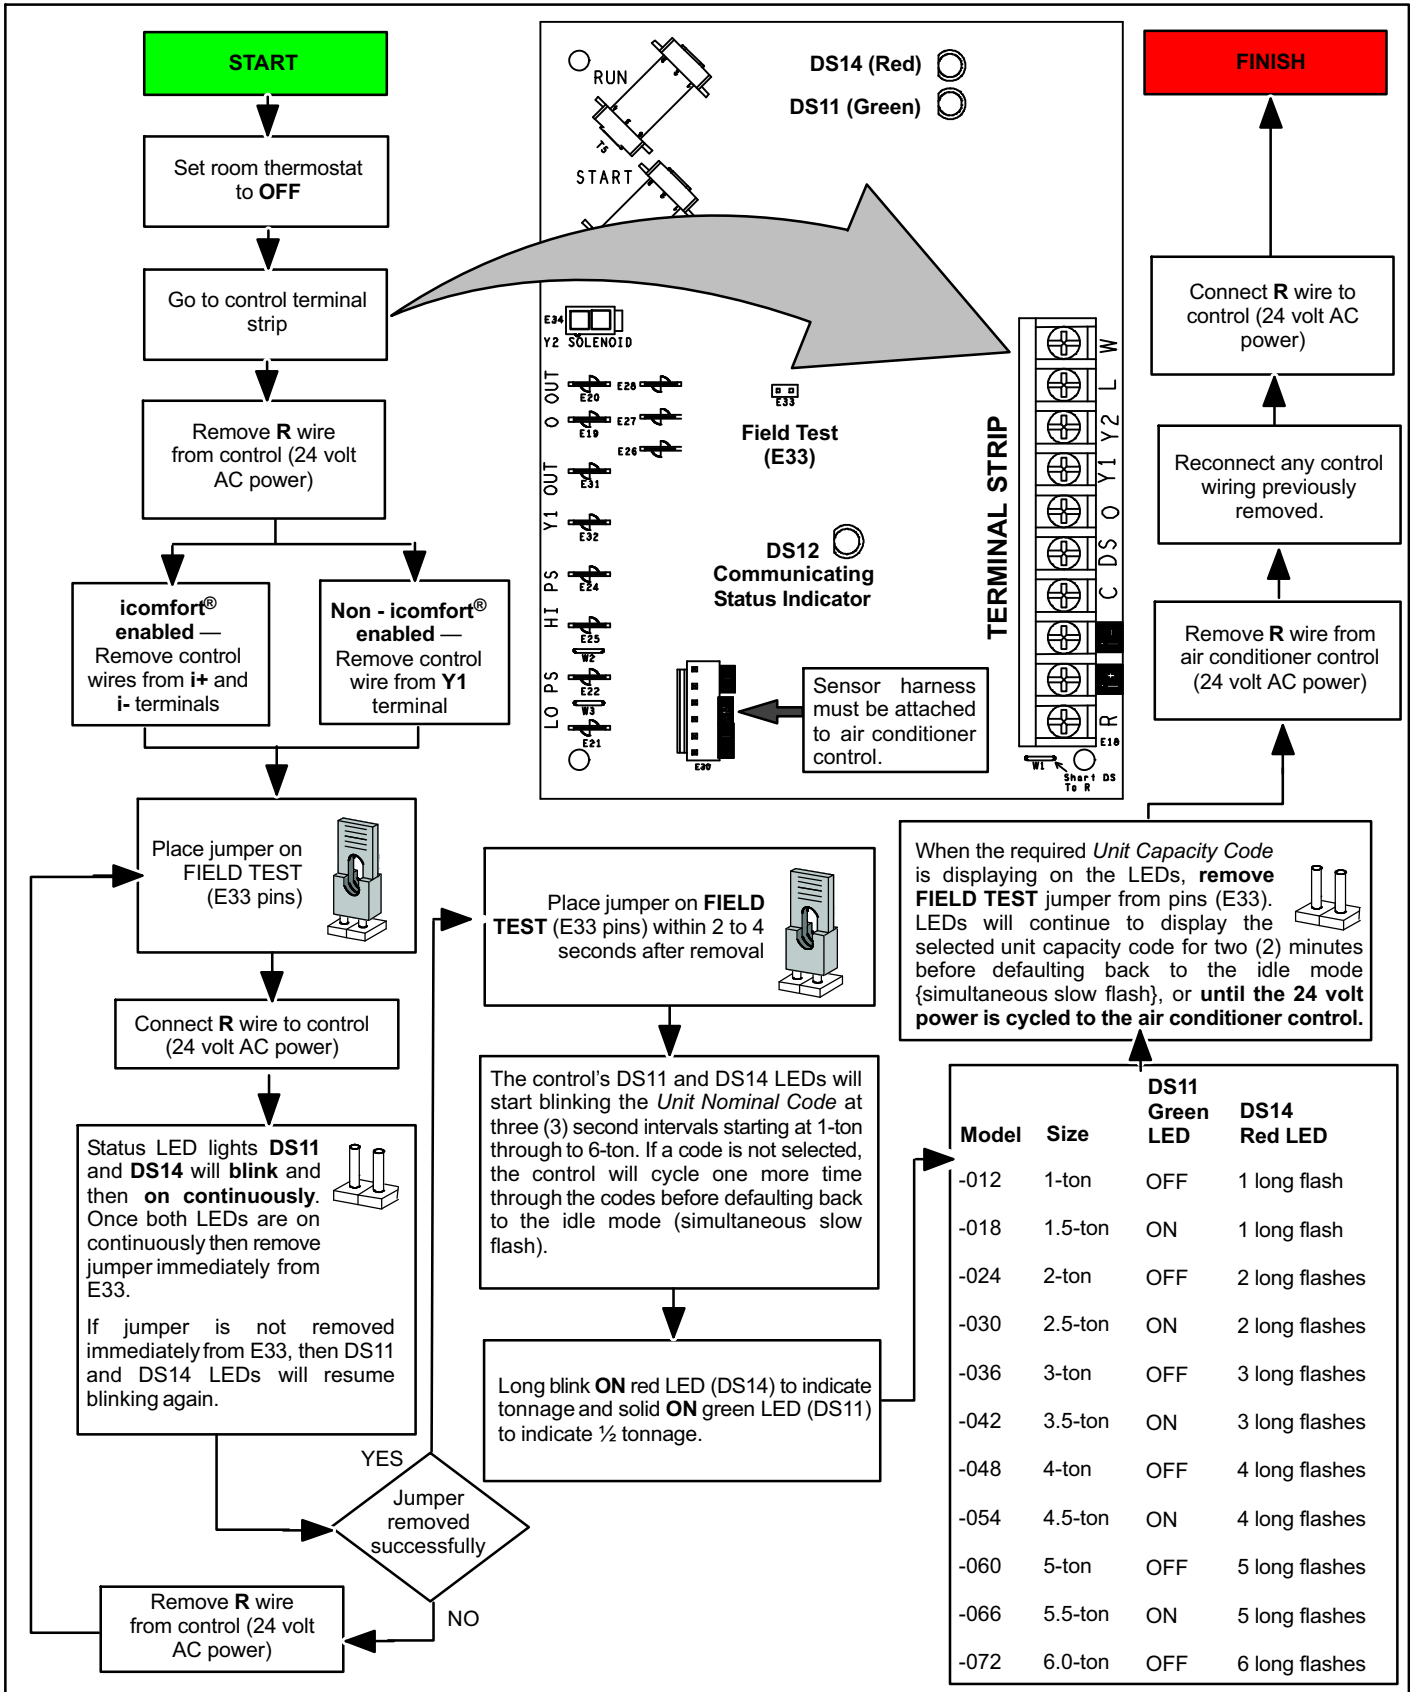 START
Set room thermostat
to OFF
Go to control terminal
strip
Remove R wire
from control (24 volt
AC power)
icomfort®
enabled —
Remove control
wires from i+ and
i- terminals
Non - icomfort®
enabled —
Remove control
wire from Y1
terminal
Place jumper on
FIELD TEST
(E33 pins)
Connect R wire to control
(24 volt AC power)
Status LED lights DS11
and DS14 will blink and
then on continuously.
Once both LEDs are on
continuously then remove
jumper immediately from
E33.
If jumper is not removed
immediately from E33, then DS11
and DS14 LEDs will resume
blinking again.
YES
Jumper
removed
successfully
NO
Remove R wire
from control (24 volt
AC power)
RUN
T5
START
DS14 (Red)
DS11 (Green)
E34
Y2 SOLENOID
O OUT
E20
E28
E19
E27
E26
Y1 OUT
E31
E32
HI PS
E24
E25
W2
LO PS
E22
W3
E21
E33
Field Test
(E33)
DS12
Communicating
Status Indicator
E30
Sensor harness
must be attached
to air conditioner
control.
TERMINAL STRIP
W
L
Y2
Y1
O
DS
C
I-
I+
R
E18
W1
Short DS
To R
Place jumper on FIELD
TEST (E33 pins) within 2 to 4
seconds after removal
The control's DS11 and DS14 LEDs will
start blinking the Unit Nominal Code at
three (3) second intervals starting at 1-ton
through to 6-ton. If a code is not selected,
the control will cycle one more time
through the codes before defaulting back
to the idle mode (simultaneous slow
flash).
Long blink ON red LED (DS14) to indicate
tonnage and solid ON green LED (DS11)
to indicate ½ tonnage.
Model Size DS11 Green LED DS14 Red LED
-012 1-ton OFF 1 long flash
-018 1.5-ton ON 1 long flash
-024 2-ton OFF 2 long flashes
-030 2.5-ton ON 2 long flashes
-036 3-ton OFF 3 long flashes
-042 3.5-ton ON 3 long flashes
-048 4-ton OFF 4 long flashes
-054 4.5-ton ON 4 long flashes
-060 5-ton OFF 5 long flashes
-066 5.5-ton ON 5 long flashes
-072 6.0-ton OFF 6 long flashes
When the required Unit Capacity Code
is displaying on the LEDs, remove
FIELD TEST jumper from pins (E33).
LEDs will continue to display the
selected unit capacity code for two (2) minutes
before defaulting back to the idle mode
{simultaneous slow flash}, or until the 24 volt
power is cycled to the air conditioner control.
Remove R wire from
air conditioner control
(24 volt AC power)
Reconnect any control
wiring previously
removed.
Connect R wire to
control (24 volt AC
power)
FINISH